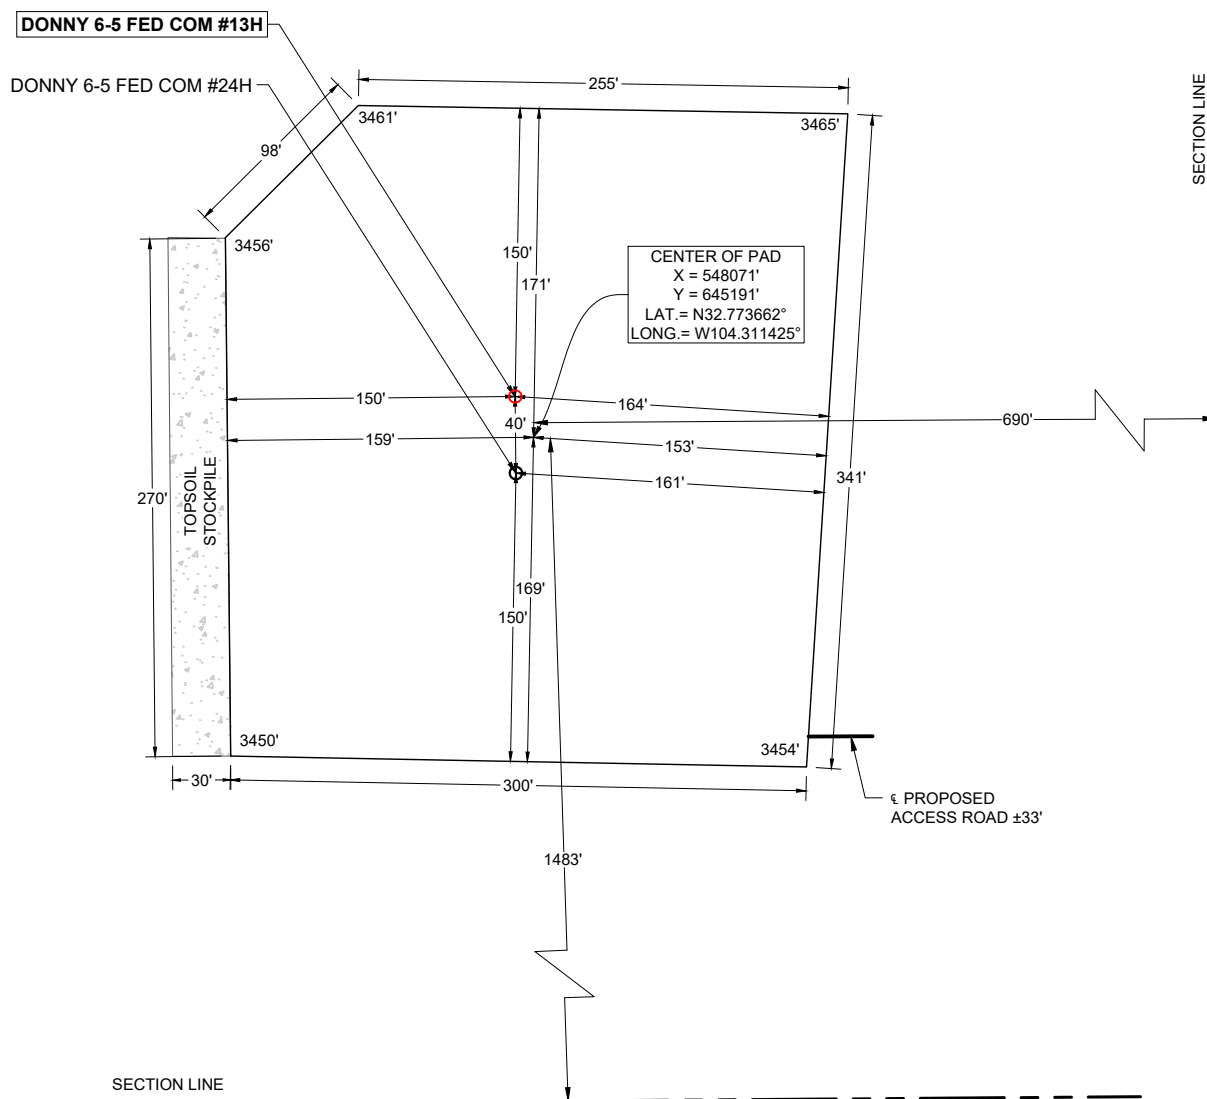 DONNY 6-5 FED COM #13H
DONNY 6-5 FED COM #24H
255'
SECTION LINE
3461'
3465'
98'
3456'
150'
171'
CENTER OF PAD
X = 548071'
Y = 645191'
LAT.= N32.773662°
LONG.= W104.311425°
150'
164'
40'
690'
159'
153'
161'
341'
270'
TOPSOIL
STOCKPILE
169'
150'
3450'
3454'
30'
300'
℄ PROPOSED
ACCESS ROAD ±33'
1483'
SECTION LINE